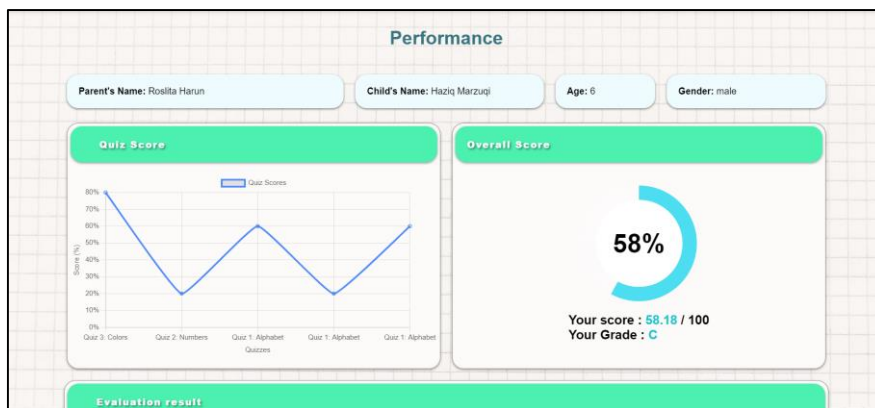 Performance
Parent's Name: Roslita Harun
Child's Name: Haziq Marzuqi
Age: 6
Gender: male
Quiz Score
Quiz Scores
80%
70%
60%
50%
40%
30%
20%
10%
0%
Score (%)
Quiz 3: Colors
Quiz 2: Numbers
Quiz 1: Alphabet
Quiz 1: Alphabet
Quiz 1: Alphabet
Quizzes
Overall Score
58%
Your score : 58.18 / 100
Your Grade : C
Evaluation result